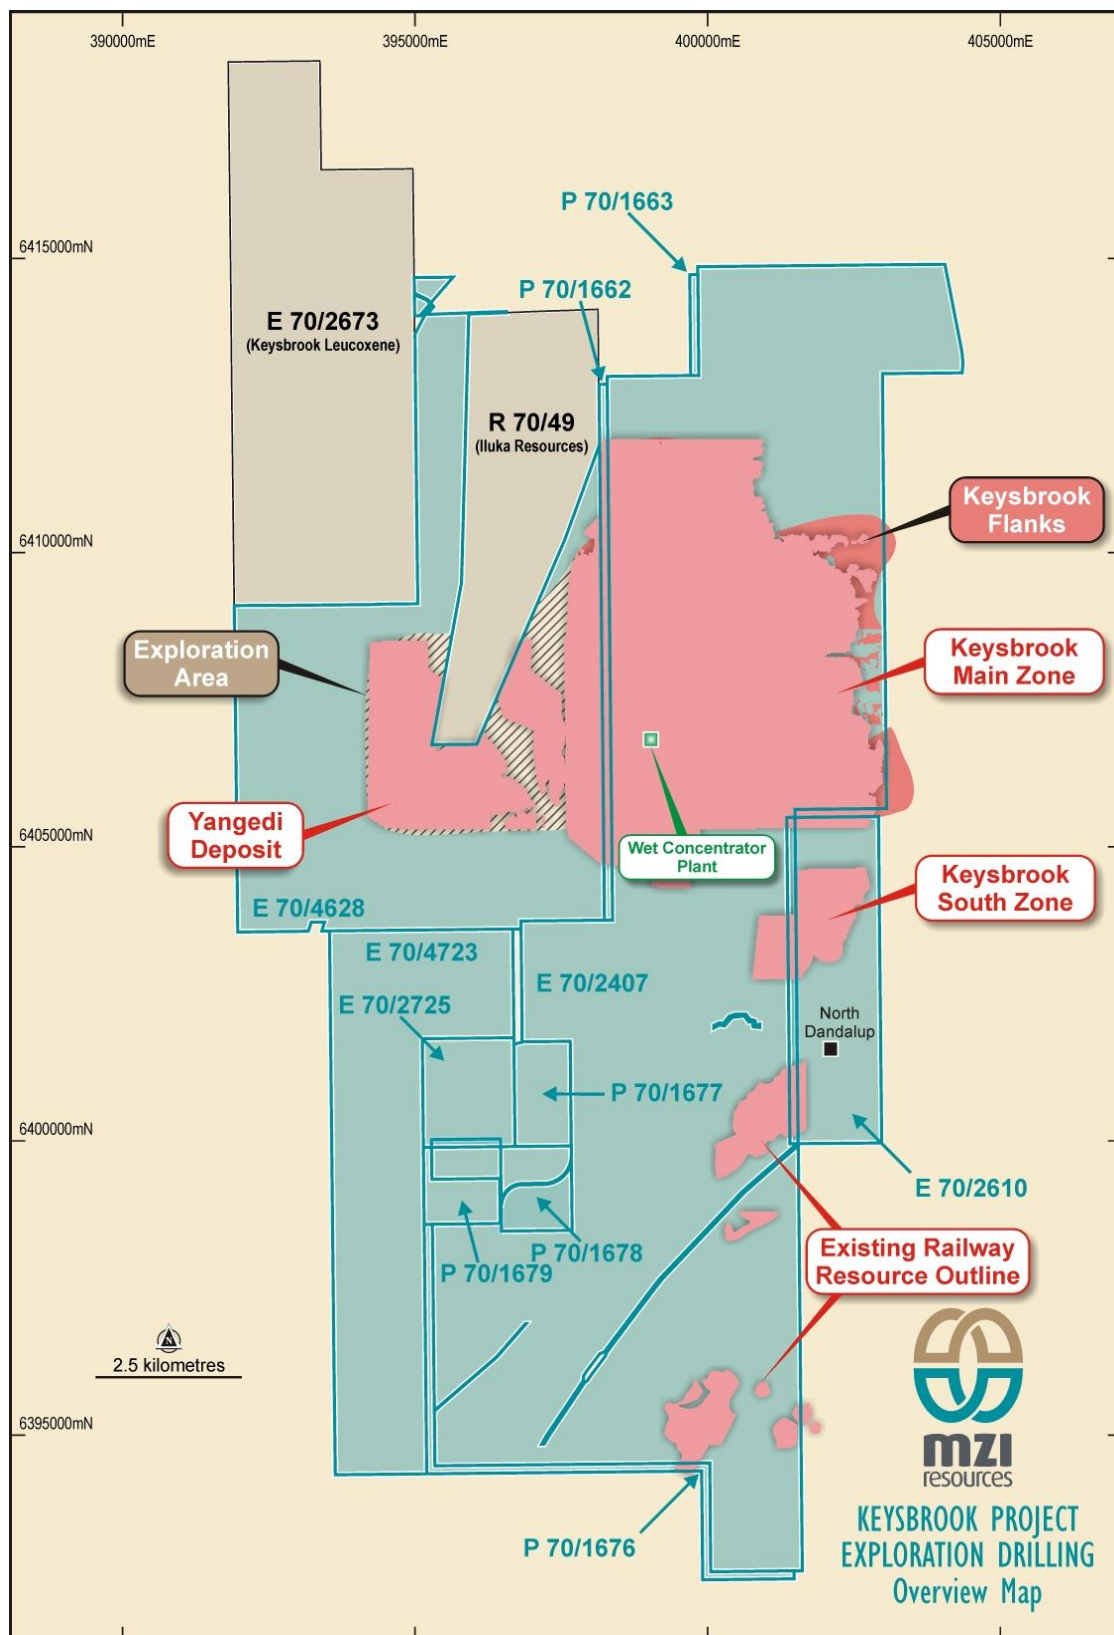 390000mE
395000mE
400000mE
405000mE
P 70/1663
6415000mN
P 70/1662
E 70/2673
(Keysbrook Leucoxene)
R 70/49
(Iluka Resources)
Keysbrook
Flanks
6410000mN
Exploration
Area
Keysbrook
Main Zone
Yangedi
Deposit
6405000mN
Wet Concentrator
Plant
Keysbrook
South Zone
E 70/4628
E 70/4723
E 70/2407
E 70/2725
North
Dandalup
P 70/1677
6400000mN
E 70/2610
P 70/1678
P 70/1679
Existing Railway
Resource Outline
N
2.5 kilometres
6395000mN
mzi
resources
P 70/1676
KEYSBROOK PROJECT
EXPLORATION DRILLING
Overview Map